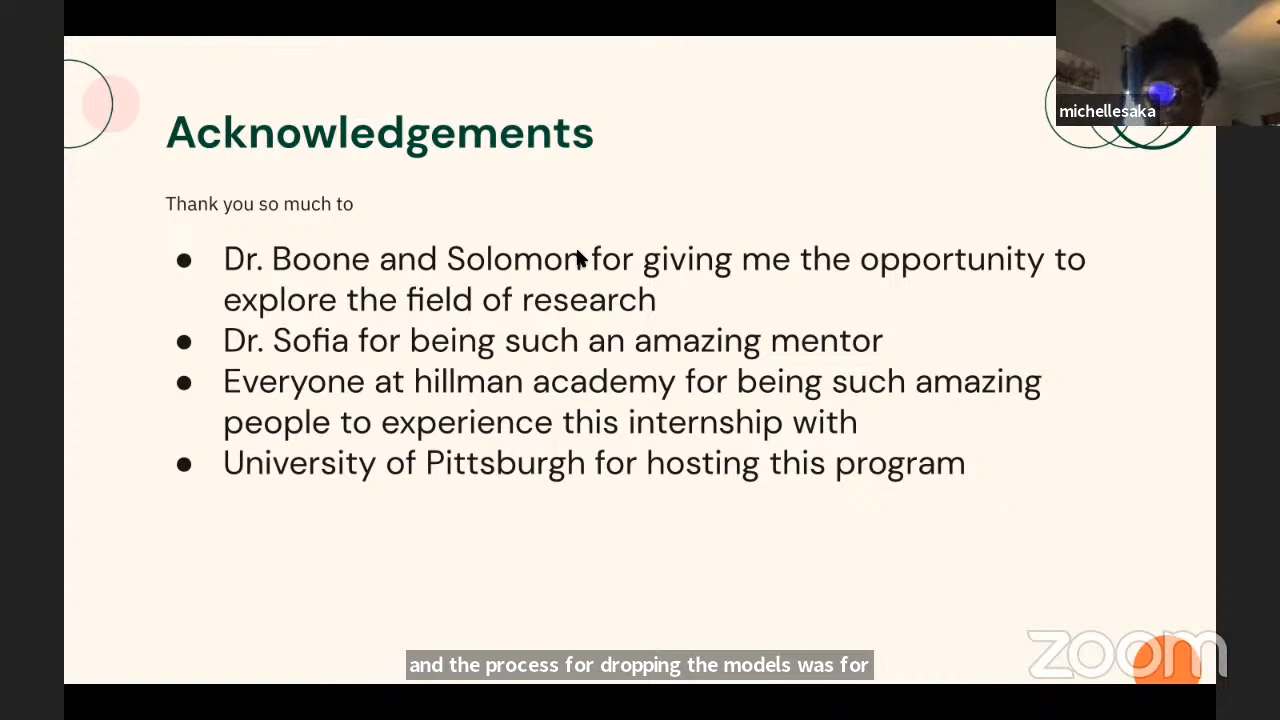 michellesaka
Acknowledgements
Thank you so much to
● Dr. Boone and Solomon for giving me the opportunity to
explore the field of research
● Dr. Sofia for being such an amazing mentor
● Everyone at hillman academy for being such amazing
people to experience this internship with
● University of Pittsburgh for hosting this program
and the process for dropping the models was for
zoom